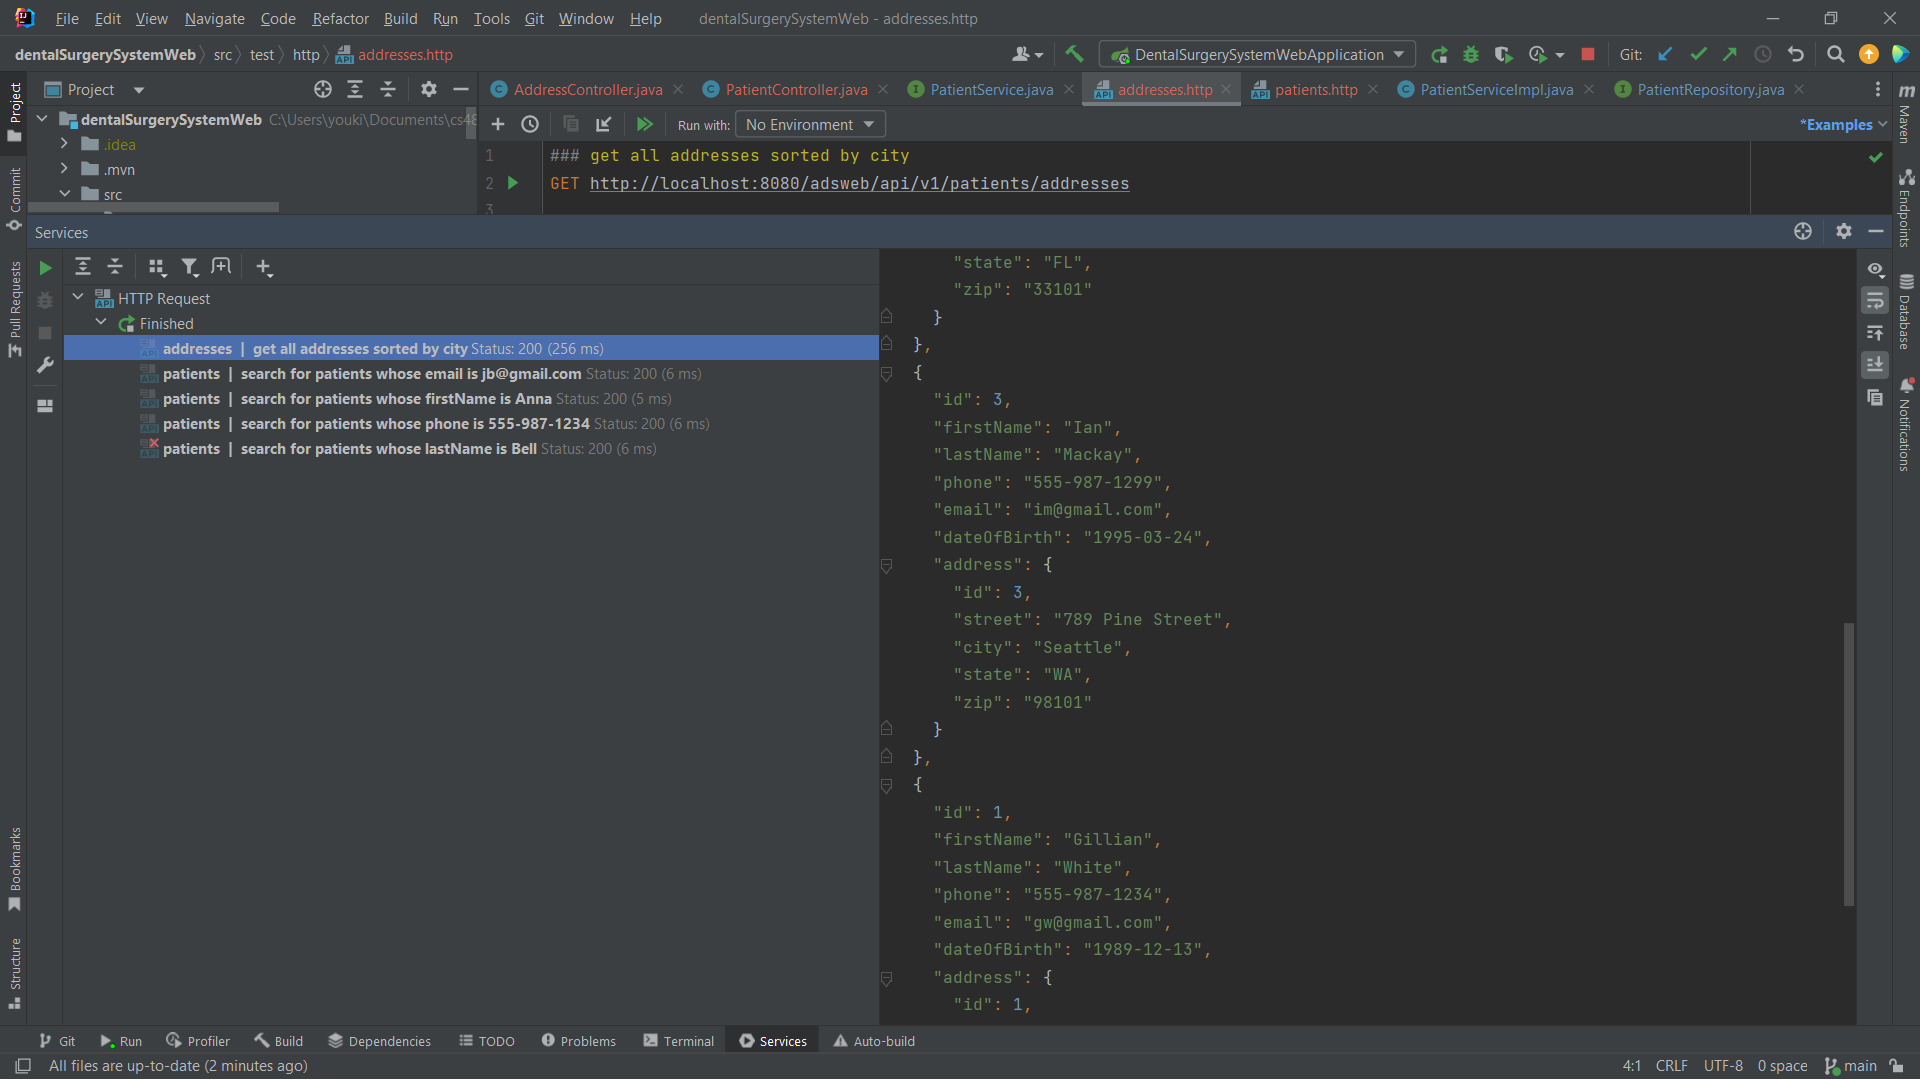 File Edit View Navigate Code Refactor Build Run Tools Git Window Help dentalSurgerySystemWeb - addresses.http
dentalSurgerySystemWeb src test http addresses.http DentalSurgerySystemWebApplication Git:
Project AddressController.java PatientController.java PatientService.java addresses.http patients.http PatientServiceImpl.java PatientRepository.java
dentalSurgerySystemWeb C:\Users\youki\Documents\cs48
.idea
.mvn
src
Run with: No Environment *Examples
1 ### get all addresses sorted by city
2 GET http://localhost:8080/adsweb/api/v1/patients/addresses
3
Services
HTTP Request
Finished
addresses | get all addresses sorted by city Status: 200 (256 ms)
patients | search for patients whose email is jb@gmail.com Status: 200 (6 ms)
patients | search for patients whose firstName is Anna Status: 200 (5 ms)
patients | search for patients whose phone is 555-987-1234 Status: 200 (6 ms)
patients | search for patients whose lastName is Bell Status: 200 (6 ms)
"state": "FL",
"zip": "33101"
}
},
{
"id": 3,
"firstName": "Ian",
"lastName": "Mackay",
"phone": "555-987-1299",
"email": "im@gmail.com",
"dateOfBirth": "1995-03-24",
"address": {
"id": 3,
"street": "789 Pine Street",
"city": "Seattle",
"state": "WA",
"zip": "98101"
}
},
{
"id": 1,
"firstName": "Gillian",
"lastName": "White",
"phone": "555-987-1234",
"email": "gw@gmail.com",
"dateOfBirth": "1989-12-13",
"address": {
"id": 1,
Project
Commit
Pull Requests
Bookmarks
Structure
Maven
Endpoints
Database
Notifications
Git Run Profiler Build Dependencies TODO Problems Terminal Services Auto-build
All files are up-to-date (2 minutes ago) 4:1 CRLF UTF-8 0 space main